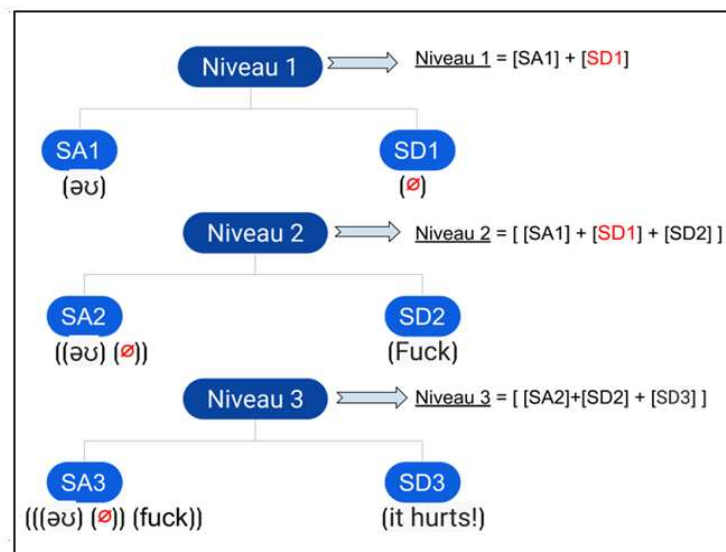 Niveau 1
Niveau 1 = [SA1] + [SD1]
SA1
SD1
(əʊ)
(ø)
Niveau 2
Niveau 2 = [ [SA1] + [SD1] + [SD2] ]
SA2
SD2
((əʊ) (ø))
(Fuck)
Niveau 3
Niveau 3 = [ [SA2]+[SD2] + [SD3] ]
SA3
SD3
(((əʊ) (ø)) (fuck))
(it hurts!)